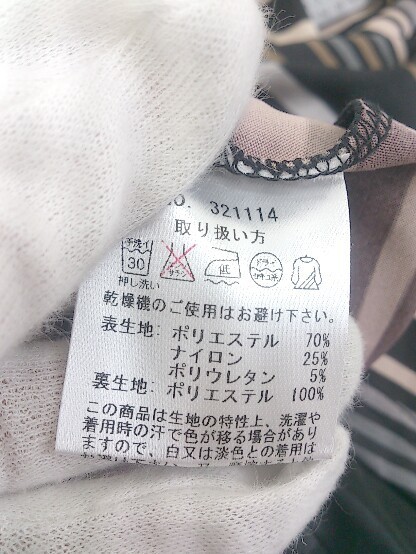 321114
取り扱い方
手洗イ
30
押し洗い
低
乾燥機のご使用はお避け下さい。
表生地: ポリエステル 70%
ナイロン 25%
ポリウレタン 5%
裏生地: ポリエステル 100%
この商品は生地の特性上、洗濯や
着用時の汗で色が移る場合があり
ますので、白又は淡色との着用は